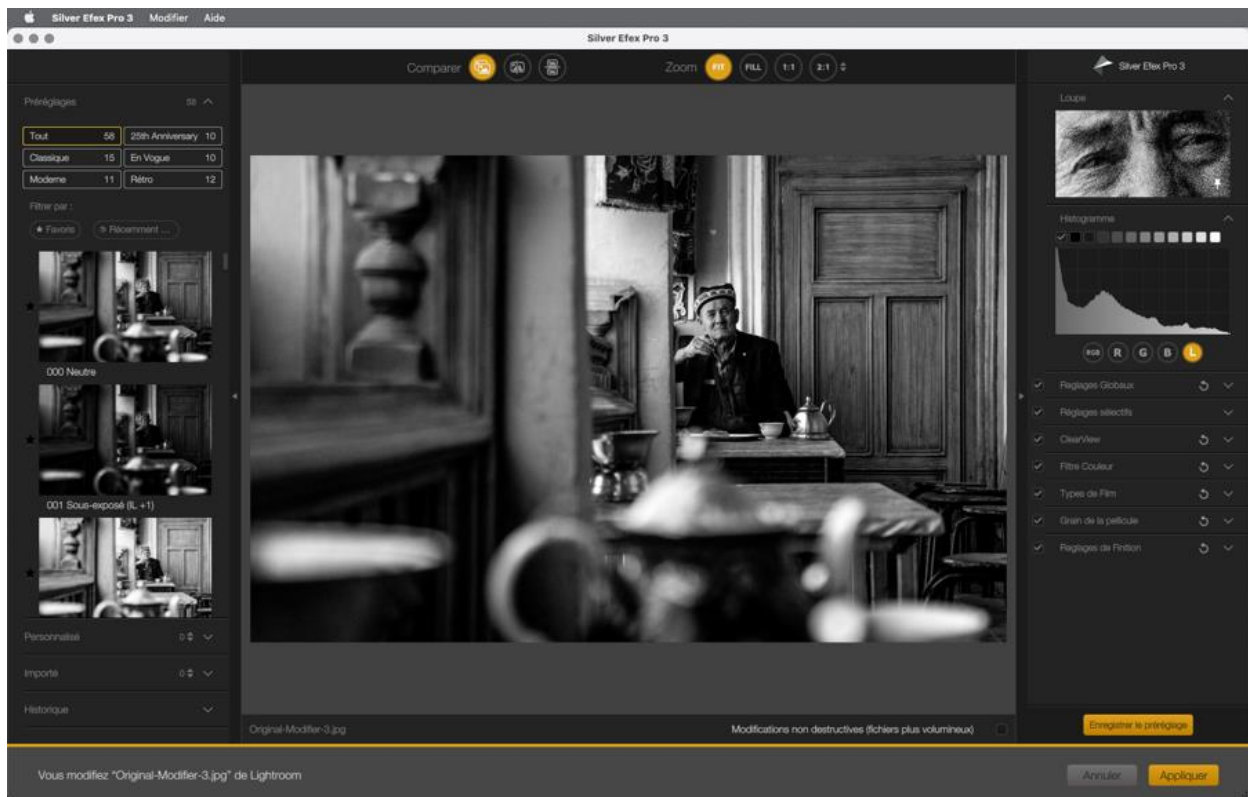 Silver Efex Pro 3 Modifier Aide
Silver Efex Pro 3
Comparer Zoom FIT FILL 1:1 2:1
Silver Efex Pro 3
Préréglages 58
Tout 58 25th Anniversary 10
Classique 15 En Vogue 10
Moderne 11 Rétro 12
Filtrer par :
★ Favoris Récemment ...
000 Neutre
001 Sous-exposé (IL +1)
Personnalisé 0
Importé 0
Historique
Original-Modifier-3.jpg Modifications non destructives (fichiers plus volumineux)
Loupe
Histogramme
RGB R G B L
Reglages Globaux
Réglages sélectifs
ClearView
Filtre Couleur
Types de Film
Grain de la pellicule
Reglages de Finition
Enregistrer le préréglage
Vous modifiez "Original-Modifier-3.jpg" de Lightroom Annuler Appliquer